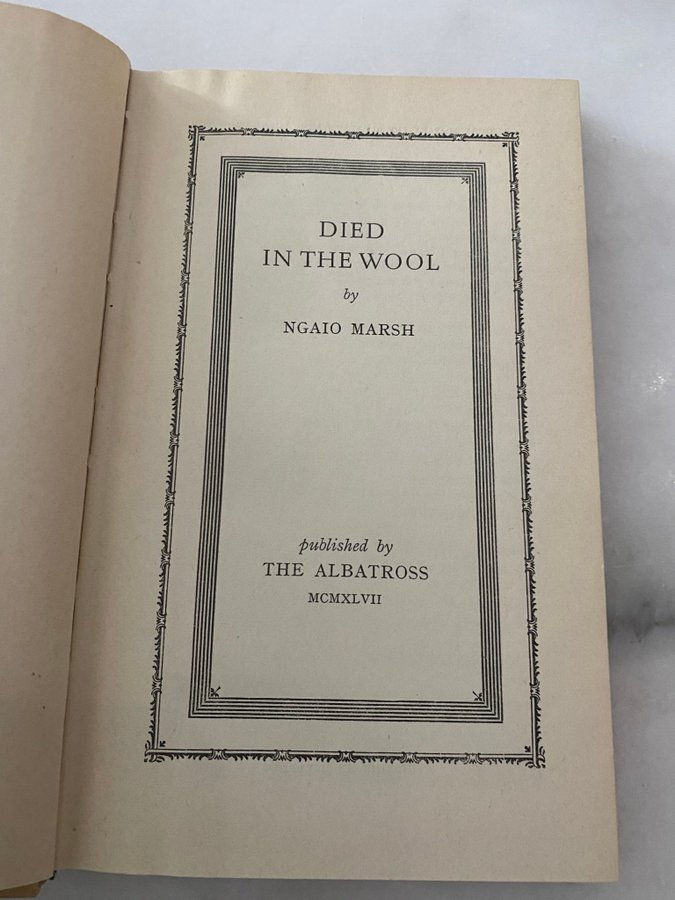 DIED
IN THE WOOL
by
NGAIO MARSH
published by
THE ALBATROSS
MCMXLVII